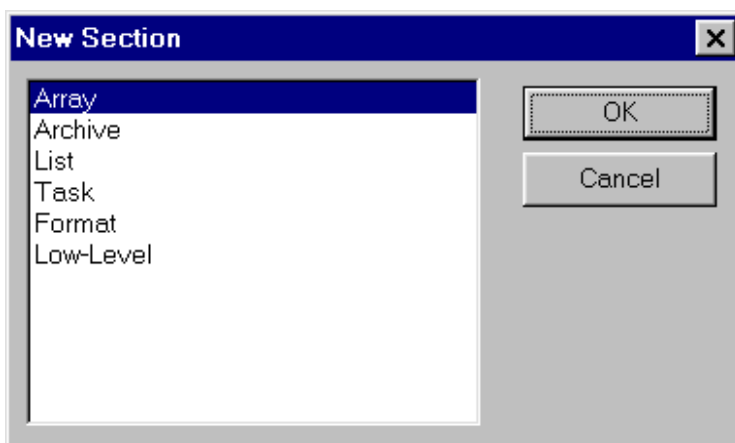 New Section
Array
Archive
List
Task
Format
Low-Level
OK
Cancel